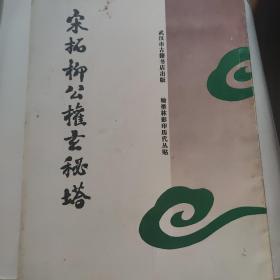 宋拓柳公權玄秘塔
武汉市古籍书店出版
翰墨林影印历代丛帖